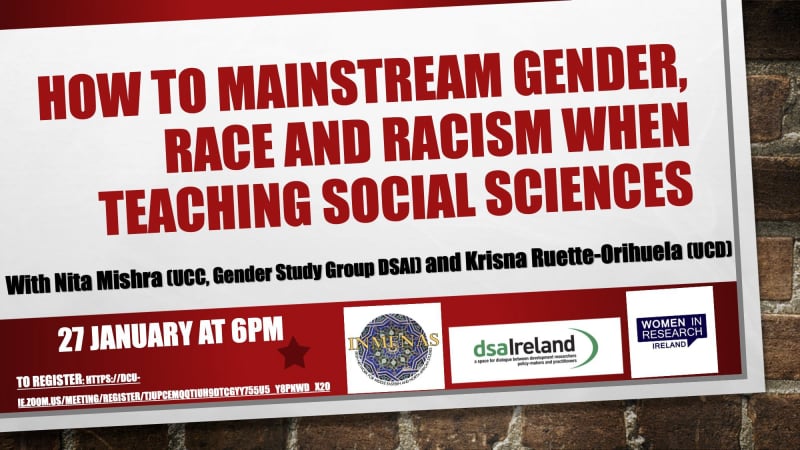 HOW TO MAINSTREAM GENDER,
RACE AND RACISM WHEN
TEACHING SOCIAL SCIENCES
With Nita Mishra (UCC, Gender Study Group DSAI) and Krisna Ruette-Orihuela (UCD)
27 JANUARY AT 6PM
TO REGISTER: HTTPS://DCU-
IE.ZOOM.US/MEETING/REGISTER/TJUPCEMQQTIUH9DTCGYY755U5_Y8PKWD_X2O
INMENAS
dsaIreland
a space for dialogue between development researchers
policy-makers and practitioners
WOMEN IN
RESEARCH
IRELAND